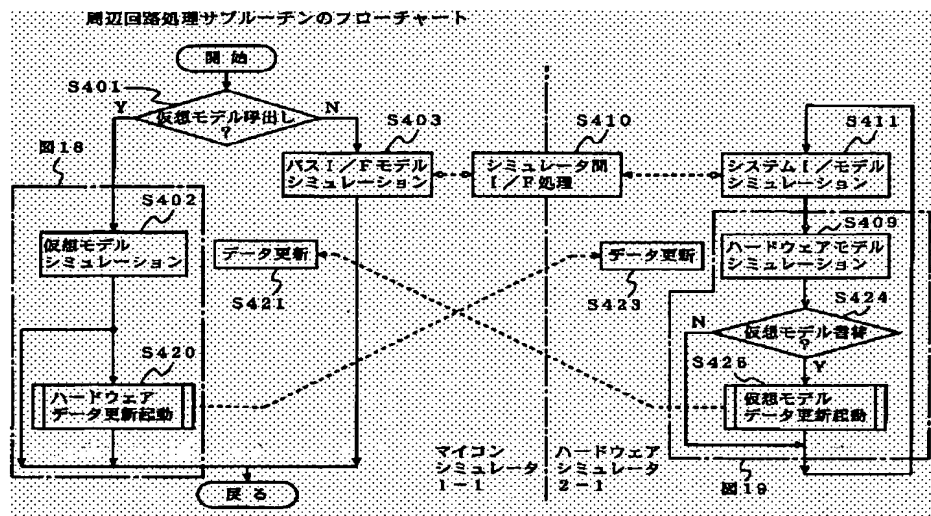 周辺回路処理サブルーチンのフローチャート
開始
S401
Y
仮想モデル呼出し
?
N
S403
S410
S411
図18
バスI/Fモデル
シミュレーション
シミュレータ間
I/F処理
システムI/モデル
シミュレーション
S402
仮想モデル
シミュレーション
S409
ハードウェアモデル
シミュレーション
データ更新
S421
データ更新
S423
S424
N
仮想モデル書換
?
Y
S420
ハードウェア
データ更新起動
S425
仮想モデル
データ更新起動
マイコン
シミュレータ
1-1
ハードウェア
シミュレータ
2-1
戻る
図19